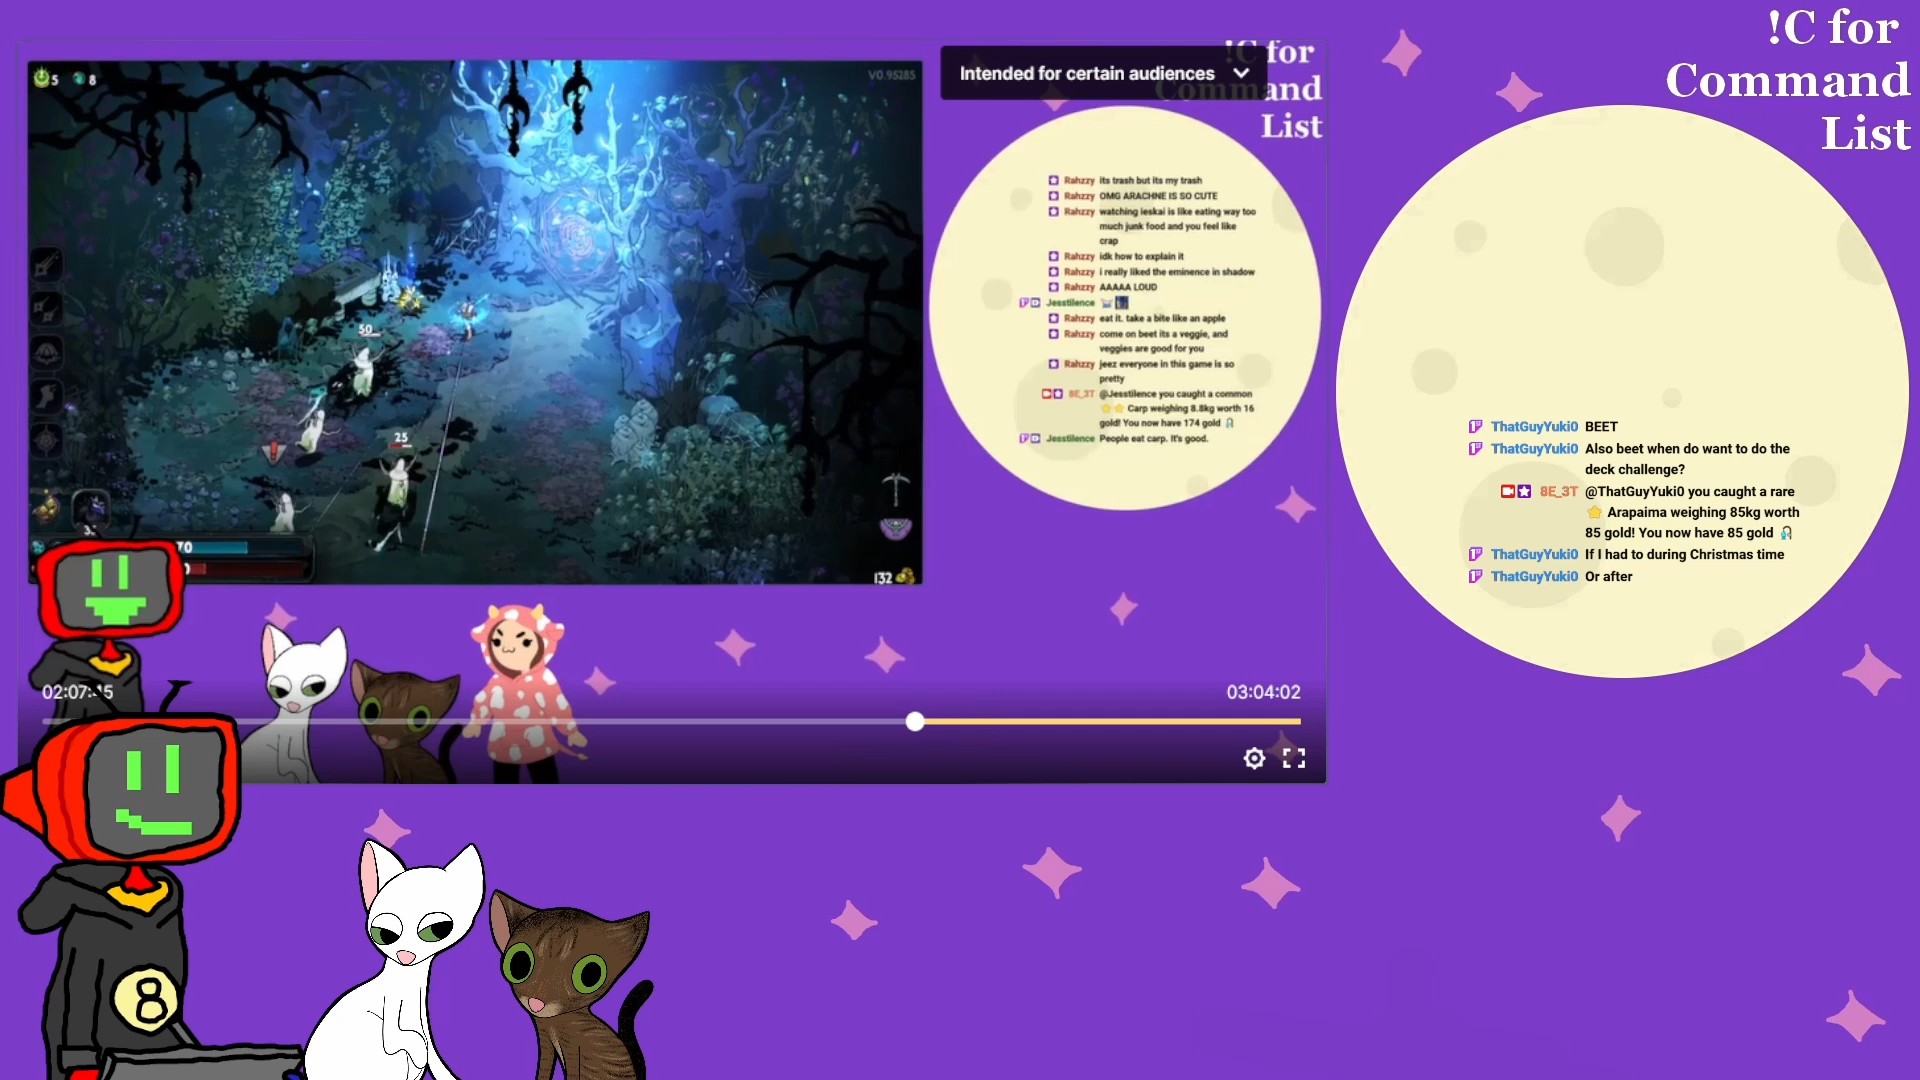 !C for
Command
List
5
8
V0.95285
Intended for certain audiences
!C for
Command
List
Rahzzy its trash but its my trash
Rahzzy OMG ARACHNE IS SO CUTE
Rahzzy watching ieskai is like eating way too
much junk food and you feel like
crap
Rahzzy idk how to explain it
Rahzzy i really liked the eminence in shadow
Rahzzy AAAAA LOUD
Jesstilence
Rahzzy eat it. take a bite like an apple
Rahzzy come on beet its a veggie, and
veggies are good for you
Rahzzy jeez everyone in this game is so
pretty
8E_3T @Jesstilence you caught a common
Carp weighing 8.8kg worth 16
gold! You now have 174 gold
Jesstilence People eat carp. It's good.
50
25
132
ThatGuyYuki0 BEET
ThatGuyYuki0 Also beet when do want to do the
deck challenge?
8E_3T @ThatGuyYuki0 you caught a rare
Arapaima weighing 85kg worth
85 gold! You now have 85 gold
ThatGuyYuki0 If I had to during Christmas time
ThatGuyYuki0 Or after
02:07:45
03:04:02
8